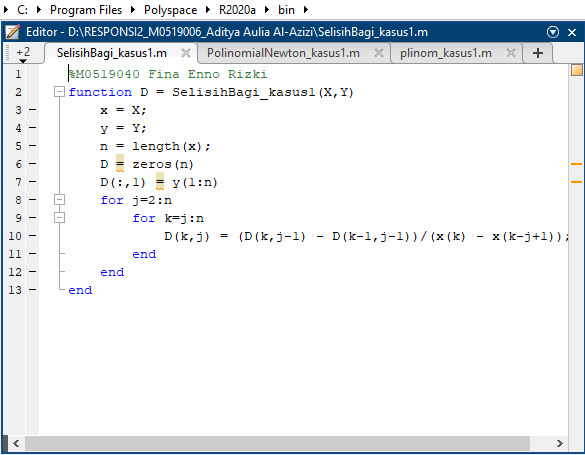 C: Program Files Polyspace R2020a bin
Editor - D:\RESPONSI2_M0519006_Aditya Aulia Al-Azizi\SelisihBagi_kasus1.m
+2 SelisihBagi_kasus1.m PolinomialNewton_kasus1.m plinom_kasus1.m +
1 %M0519040 Fina Enno Rizki
2 function D = SelisihBagi_kasus1(X,Y)
3 – x = X;
4 – y = Y;
5 – n = length(x);
6 – D = zeros(n)
7 – D(:,1) = y(1:n)
8 – for j=2:n
9 – for k=j:n
10 – D(k,j) = (D(k,j-1) - D(k-1,j-1))/(x(k) - x(k-j+1));
11 – end
12 – end
13 – end